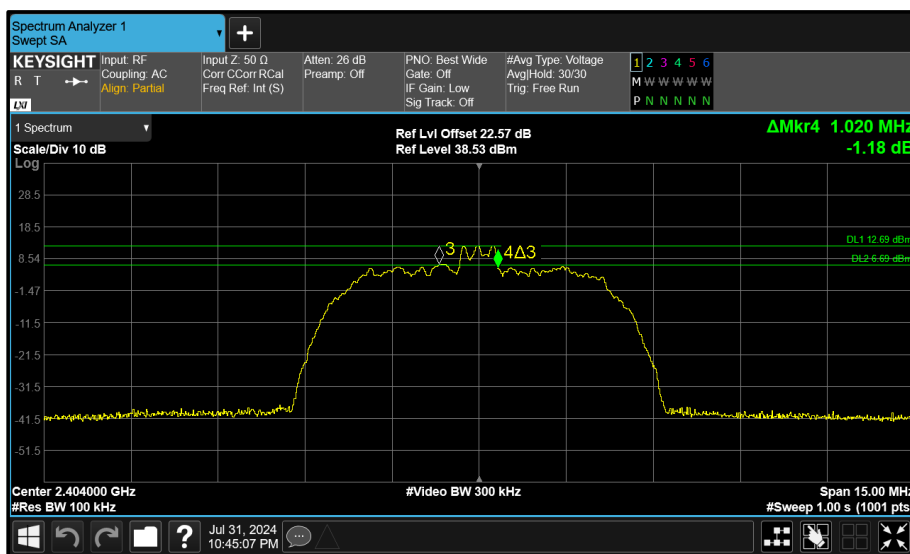 Spectrum Analyzer 1
Swept SA
KEYSIGHT
R T
LXI
Input: RF
Coupling: AC
Align: Partial
Input Z: 50 Ω
Corr CCorr RCal
Freq Ref: Int (S)
Atten: 26 dB
Preamp: Off
PNO: Best Wide
Gate: Off
IF Gain: Low
Sig Track: Off
#Avg Type: Voltage
Avg|Hold: 30/30
Trig: Free Run
1 2 3 4 5 6
M W W W W W
P N N N N N
1 Spectrum
Scale/Div 10 dB
Log
Ref Lvl Offset 22.57 dB
Ref Level 38.53 dBm
ΔMkr4 1.020 MHz
-1.18 dB
28.5
18.5
8.54
-1.47
-11.5
-21.5
-31.5
-41.5
-51.5
DL1 12.69 dBm
DL2 6.69 dBm
3
4Δ3
Center 2.404000 GHz
#Res BW 100 kHz
#Video BW 300 kHz
Span 15.00 MHz
#Sweep 1.00 s (1001 pts
?
Jul 31, 2024
10:45:07 PM